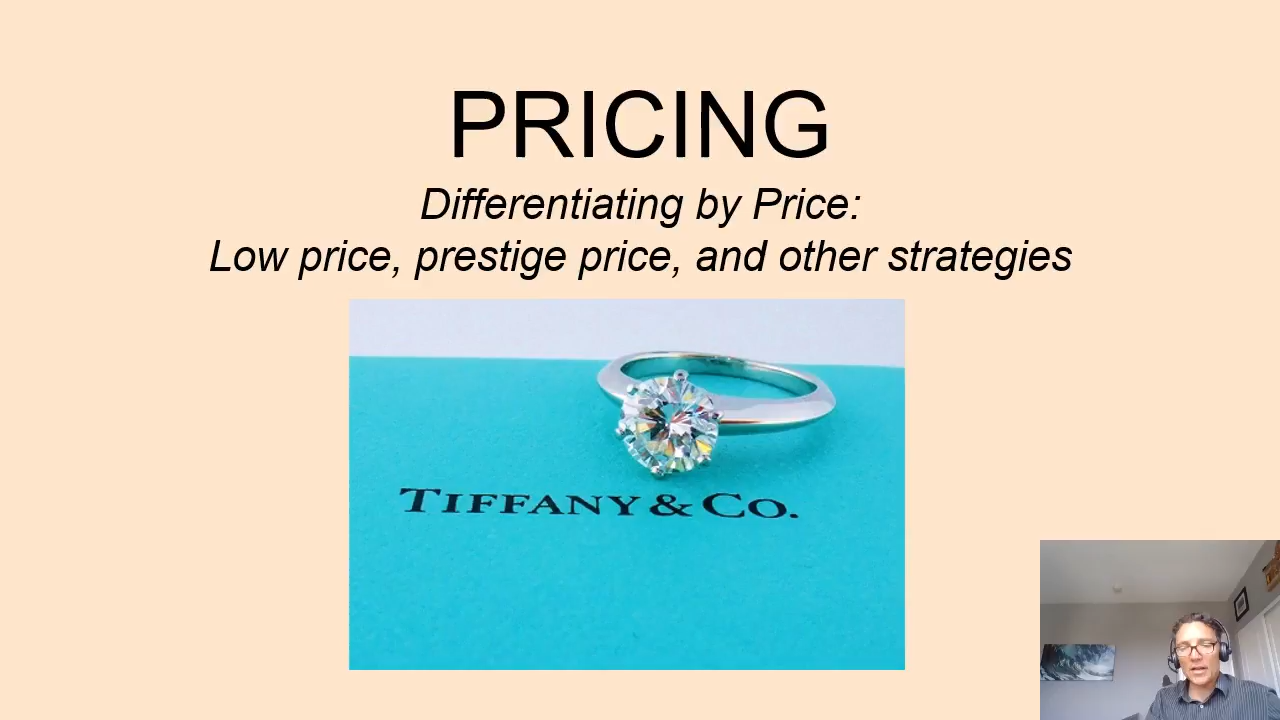 PRICING
Differentiating by Price:
Low price, prestige price, and other strategies
TIFFANY & CO.